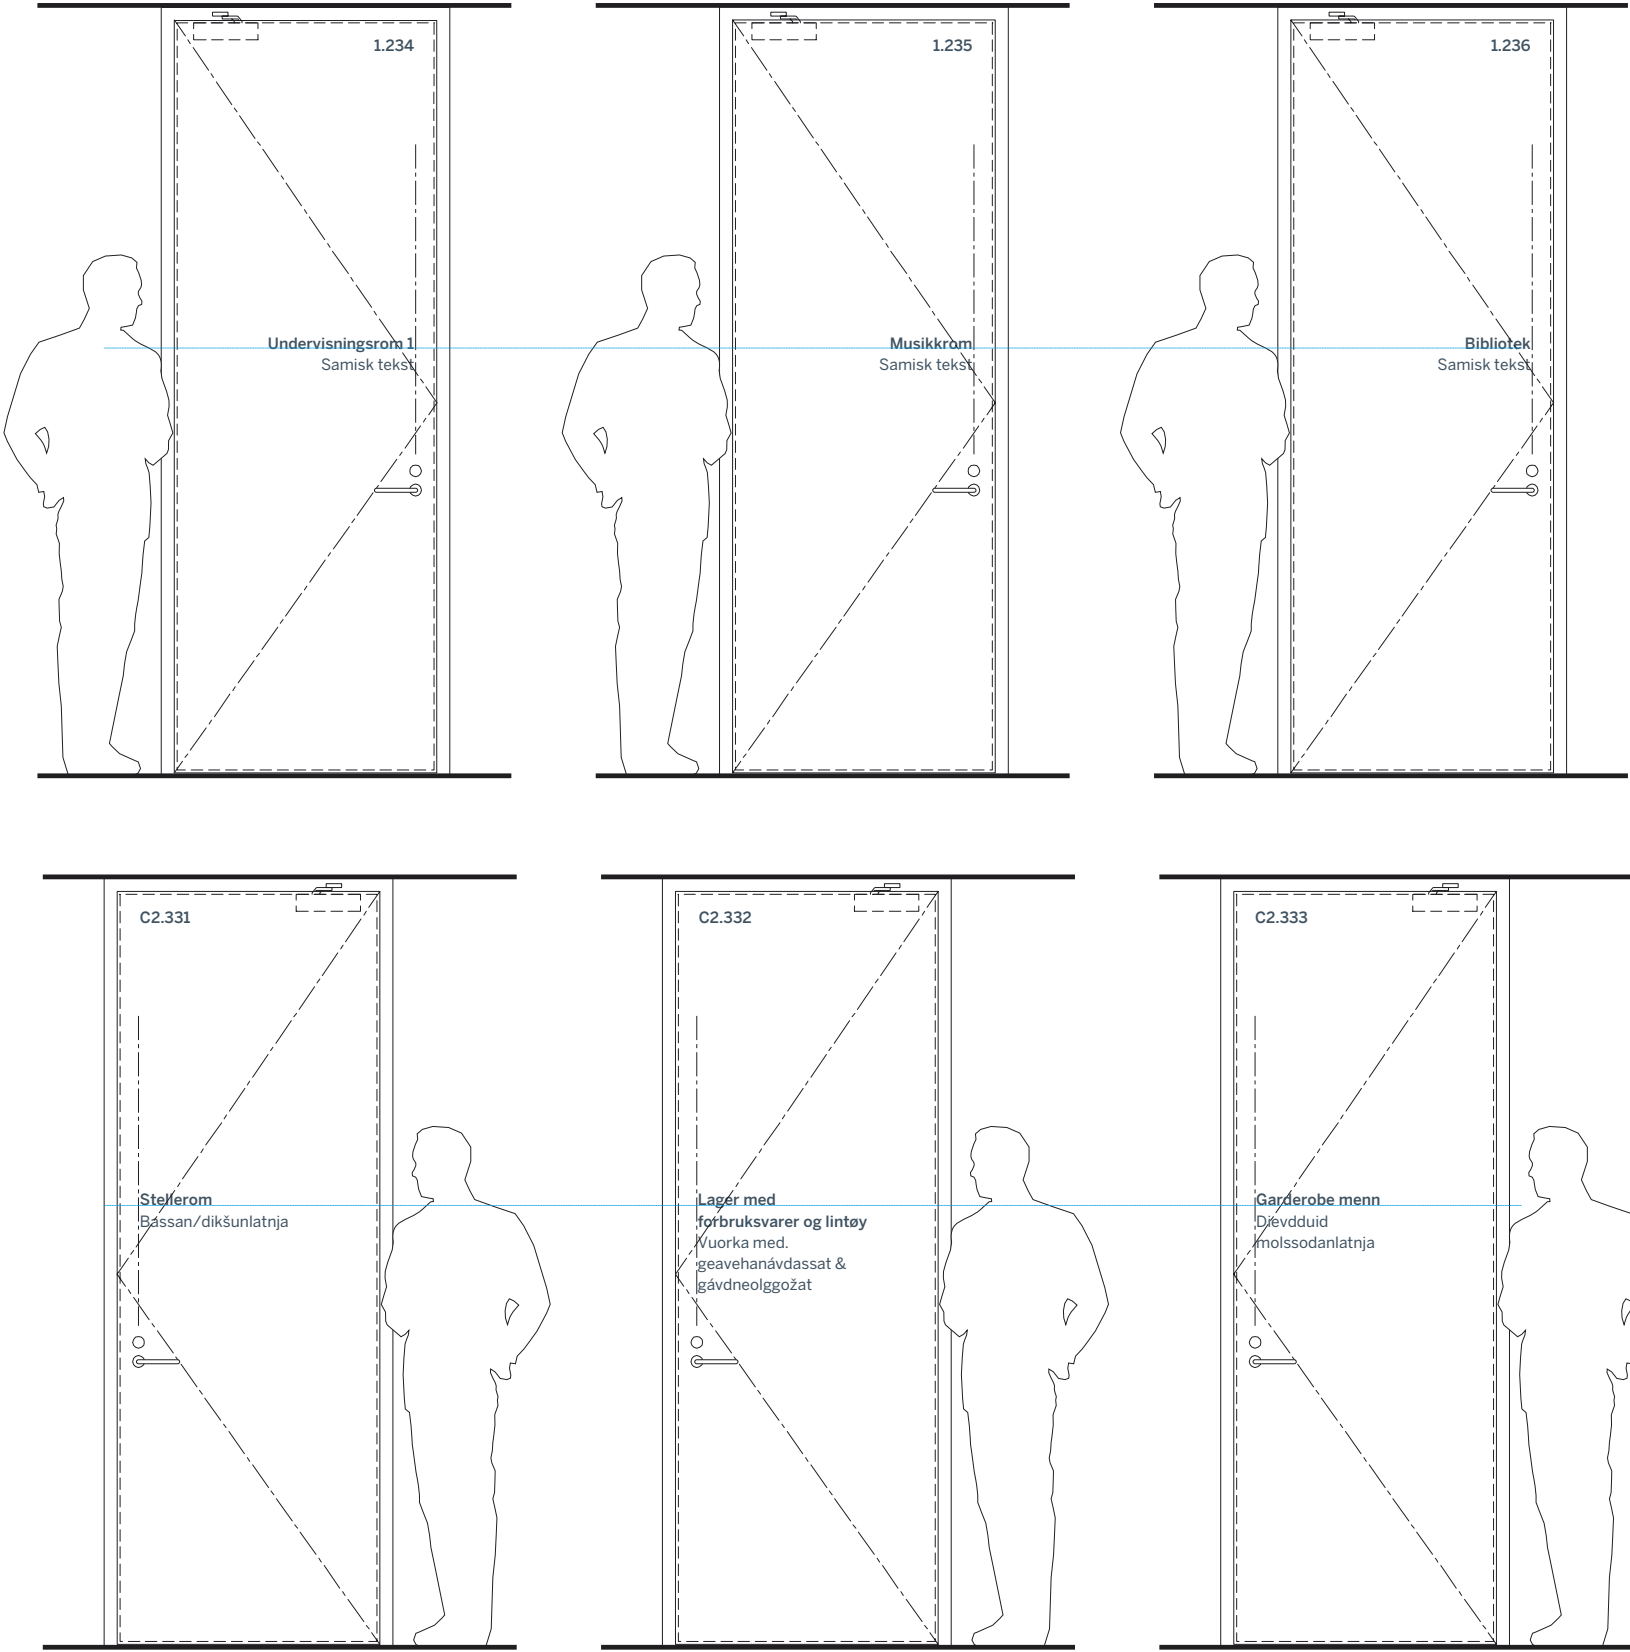 1.234
Undervisningsrom 1
Samisk tekst
1.235
Musikkrom
Samisk tekst
1.236
Bibliotek
Samisk tekst
C2.331
Stellerom
Bassan/dikšunlatnja
C2.332
Lager med
forbruksvarer og lintøy
Vuorka med.
geavehanávdassat &
gávdneolggožat
C2.333
Garderobe menn
Dievdduid
molssodanlatnja